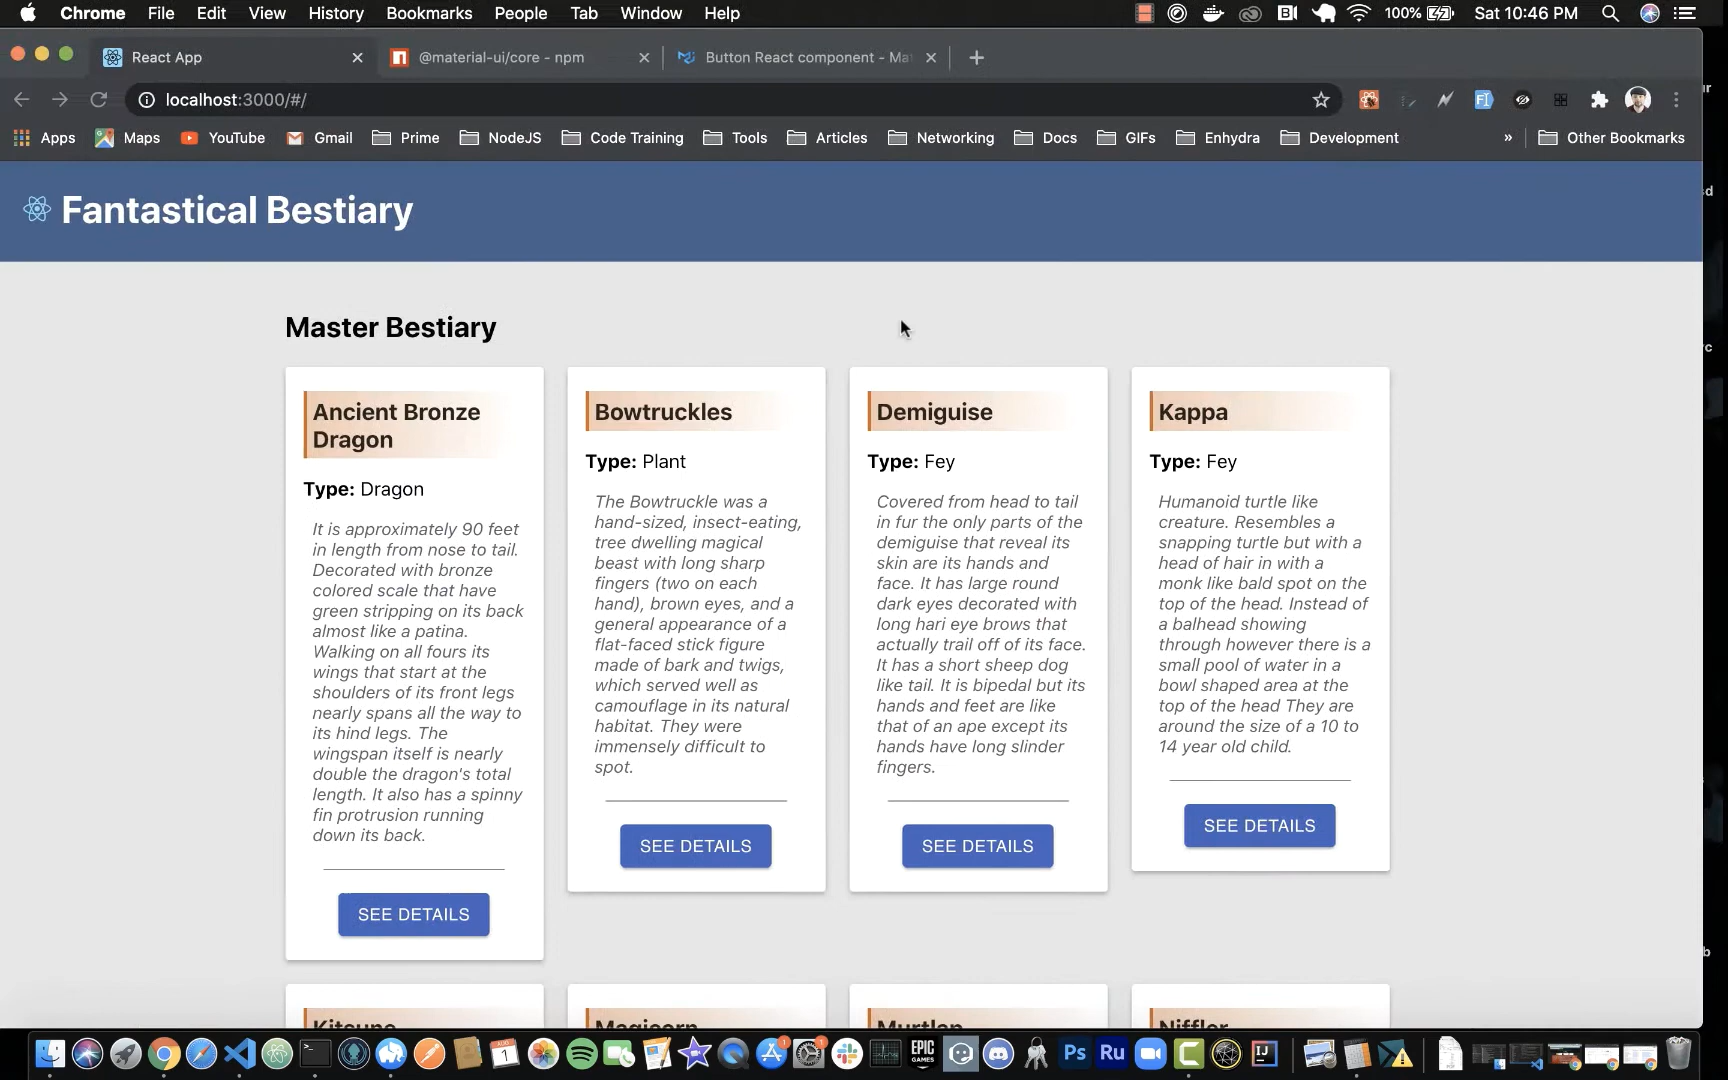 Chrome File Edit View History Bookmarks People Tab Window Help 100% Sat 10:46 PM
React App @material-ui/core - npm Button React component - Ma
localhost:3000/#/
Apps Maps YouTube Gmail Prime NodeJS Code Training Tools Articles Networking Docs GIFs Enhydra Development » Other Bookmarks
Fantastical Bestiary
Master Bestiary
Ancient Bronze
Dragon
Type: Dragon
It is approximately 90 feet
in length from nose to tail.
Decorated with bronze
colored scale that have
green stripping on its back
almost like a patina.
Walking on all fours its
wings that start at the
shoulders of its front legs
nearly spans all the way to
its hind legs. The
wingspan itself is nearly
double the dragon's total
length. It also has a spinny
fin protrusion running
down its back.
SEE DETAILS
Bowtruckles
Type: Plant
The Bowtruckle was a
hand-sized, insect-eating,
tree dwelling magical
beast with long sharp
fingers (two on each
hand), brown eyes, and a
general appearance of a
flat-faced stick figure
made of bark and twigs,
which served well as
camouflage in its natural
habitat. They were
immensely difficult to
spot.
SEE DETAILS
Demiguise
Type: Fey
Covered from head to tail
in fur the only parts of the
demiguise that reveal its
skin are its hands and
face. It has large round
dark eyes decorated with
long hari eye brows that
actually trail off of its face.
It has a short sheep dog
like tail. It is bipedal but its
hands and feet are like
that of an ape except its
hands have long slinder
fingers.
SEE DETAILS
Kappa
Type: Fey
Humanoid turtle like
creature. Resembles a
snapping turtle but with a
head of hair in with a
monk like bald spot on the
top of the head. Instead of
a balhead showing
through however there is a
small pool of water in a
bowl shaped area at the
top of the head They are
around the size of a 10 to
14 year old child.
SEE DETAILS
Kitsune Magicorn Murtlap Niffler
AUG 1 EPIC GAMES Ps Ru IJ